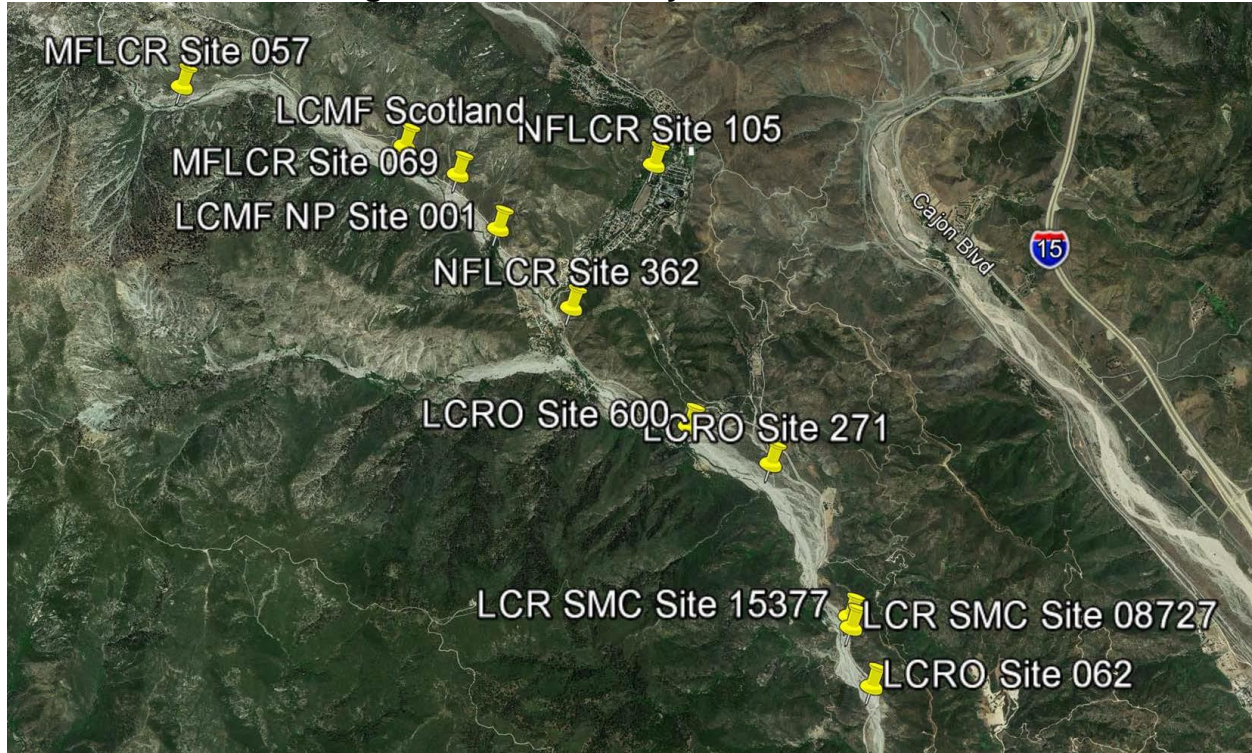 MFLCR Site 057
LCMF Scotland
NFLCR Site 105
MFLCR Site 069
LCMF NP Site 001
Cajon Blvd
15
NFLCR Site 362
LCRO Site 600
LCRO Site 271
LCR SMC Site 15377
LCR SMC Site 08727
LCRO Site 062